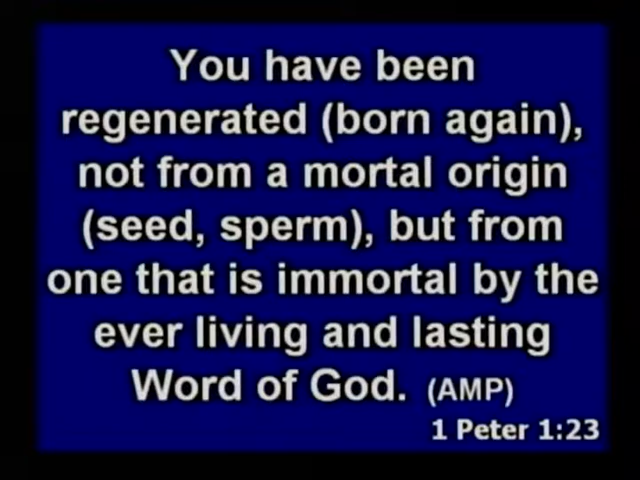 You have been
regenerated (born again),
not from a mortal origin
(seed, sperm), but from
one that is immortal by the
ever living and lasting
Word of God. (AMP)
1 Peter 1:23